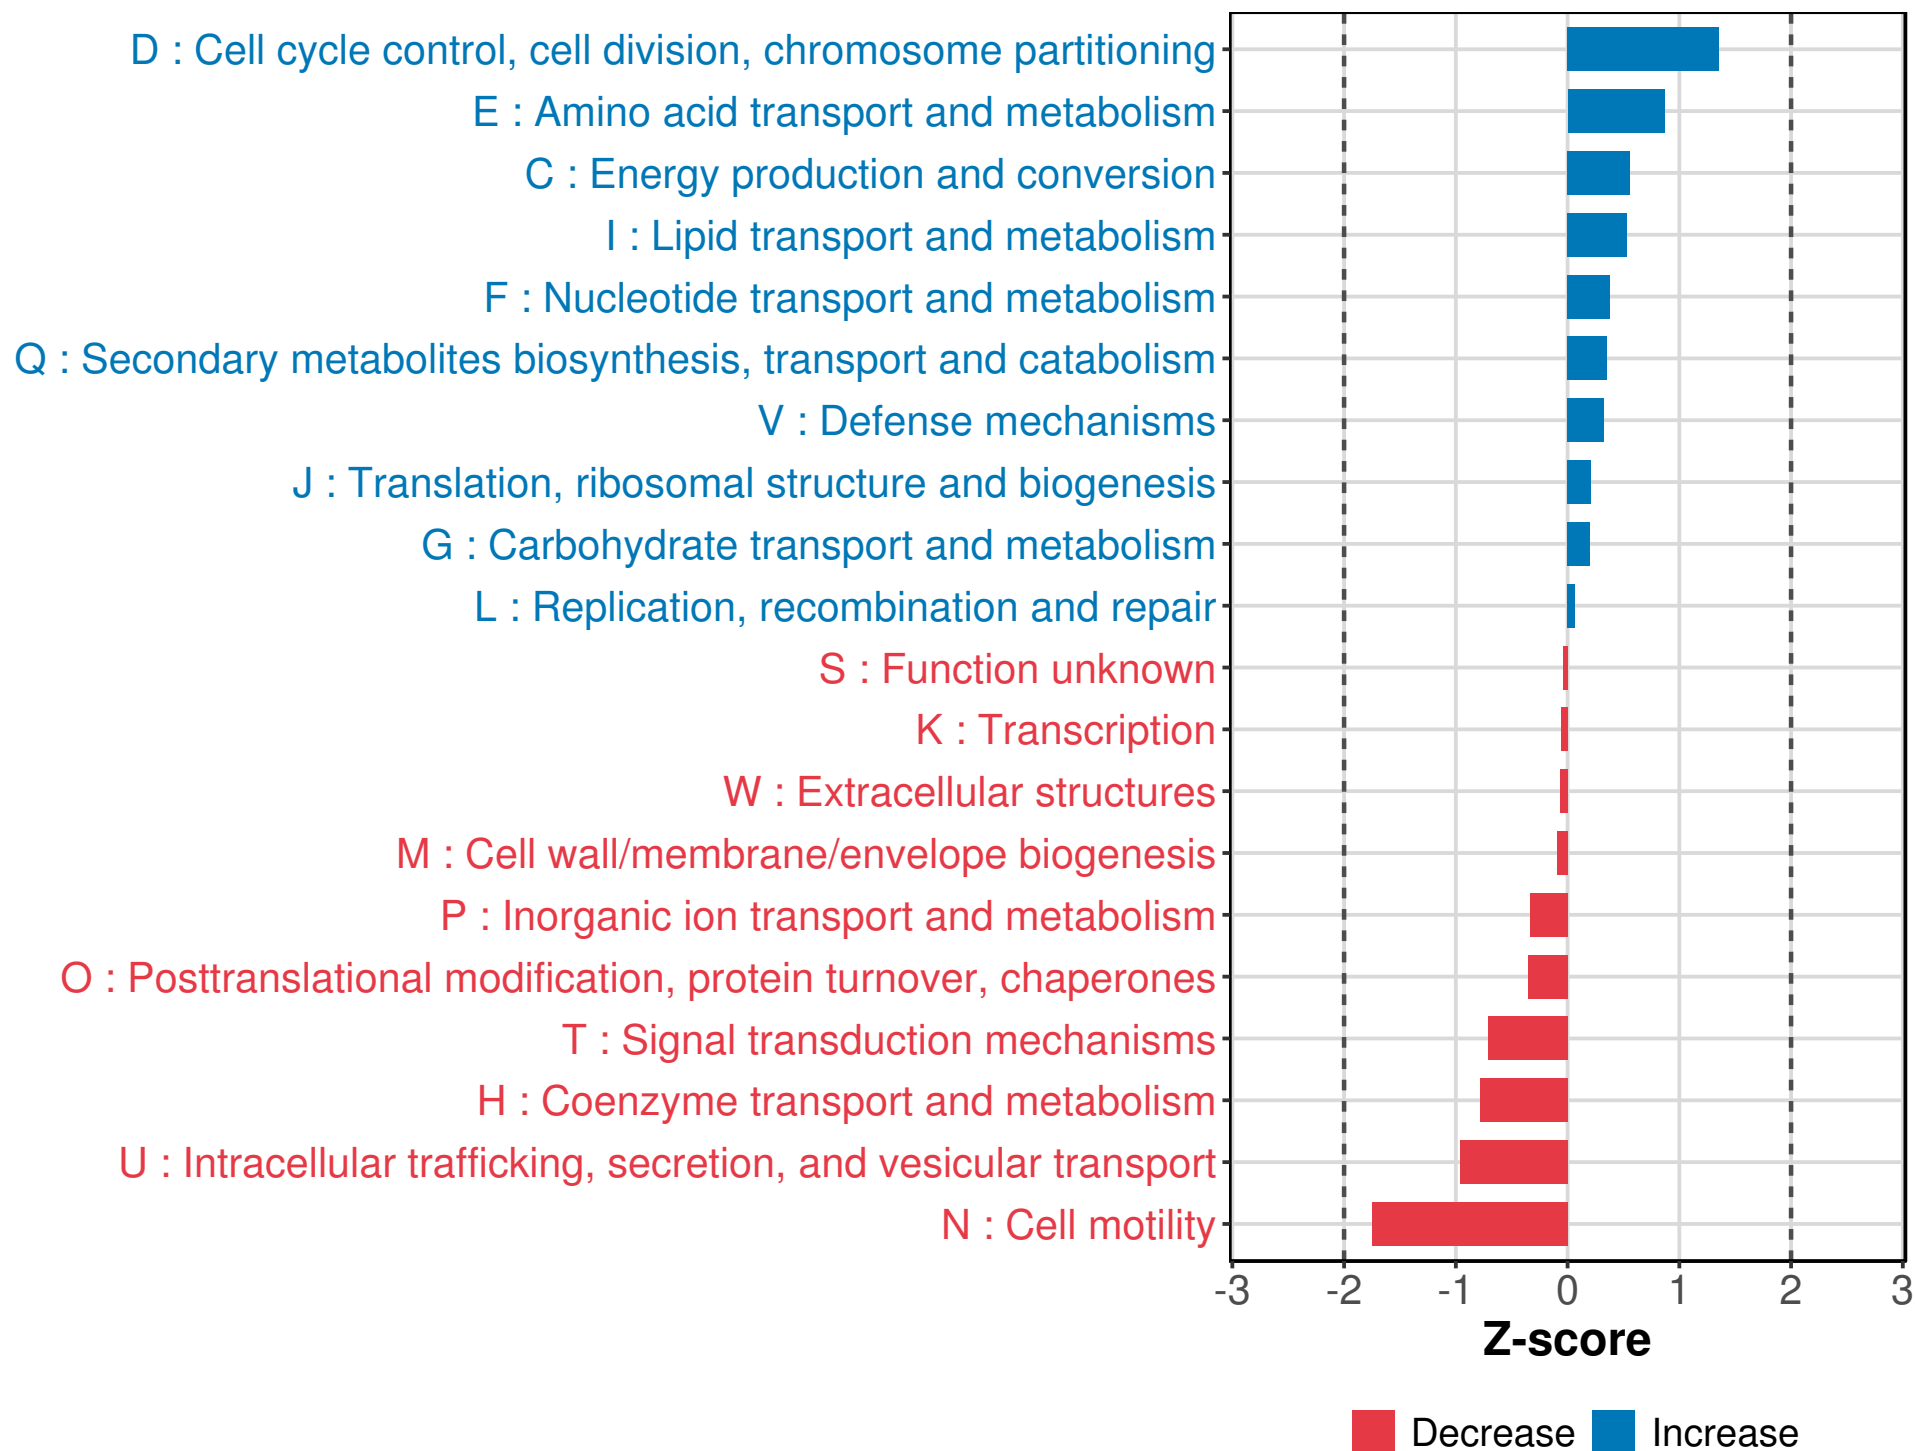 D : Cell cycle control, cell division, chromosome partitioning
E : Amino acid transport and metabolism
C : Energy production and conversion
I : Lipid transport and metabolism
F : Nucleotide transport and metabolism
Q : Secondary metabolites biosynthesis, transport and catabolism
V : Defense mechanisms
J : Translation, ribosomal structure and biogenesis
G : Carbohydrate transport and metabolism
L : Replication, recombination and repair
S : Function unknown
K : Transcription
W : Extracellular structures
M : Cell wall/membrane/envelope biogenesis
P : Inorganic ion transport and metabolism
O : Posttranslational modification, protein turnover, chaperones
T : Signal transduction mechanisms
H : Coenzyme transport and metabolism
U : Intracellular trafficking, secretion, and vesicular transport
N : Cell motility
-3 -2 -1 0 1 2 3
Z-score
Decrease Increase